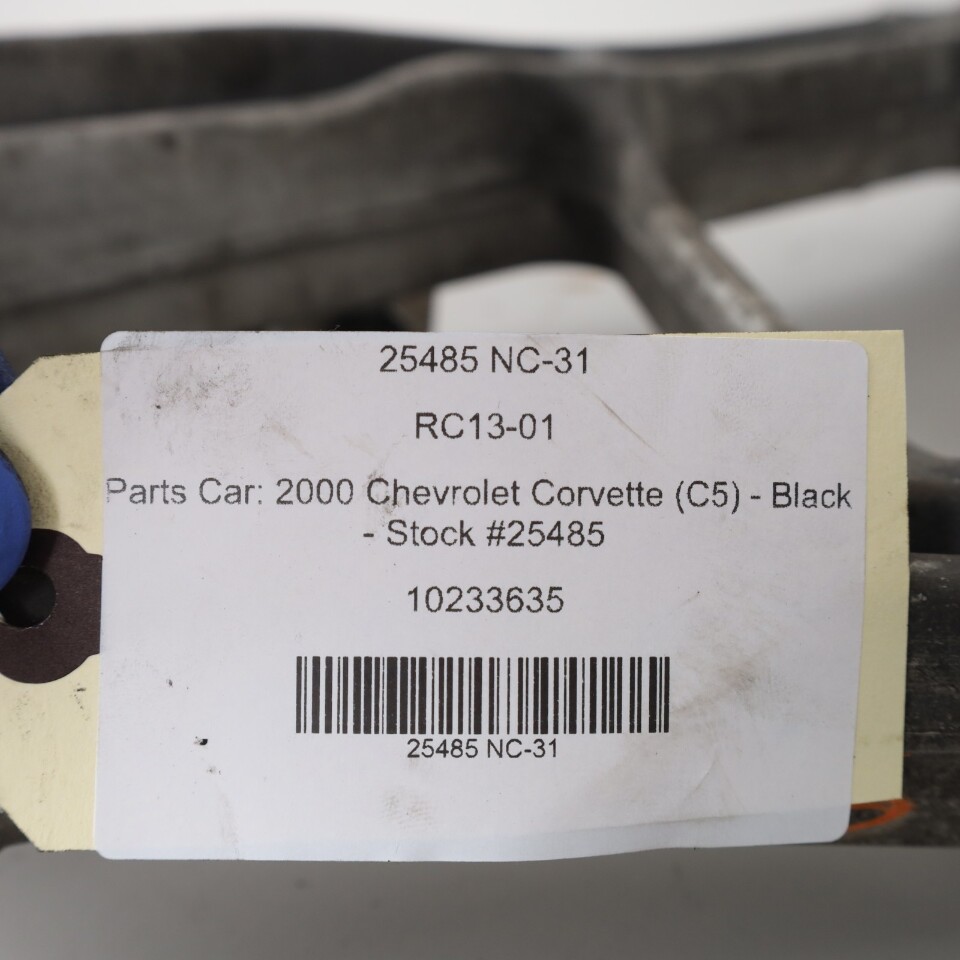 25485 NC-31
RC13-01
Parts Car: 2000 Chevrolet Corvette (C5) - Black
- Stock #25485
10233635
25485 NC-31